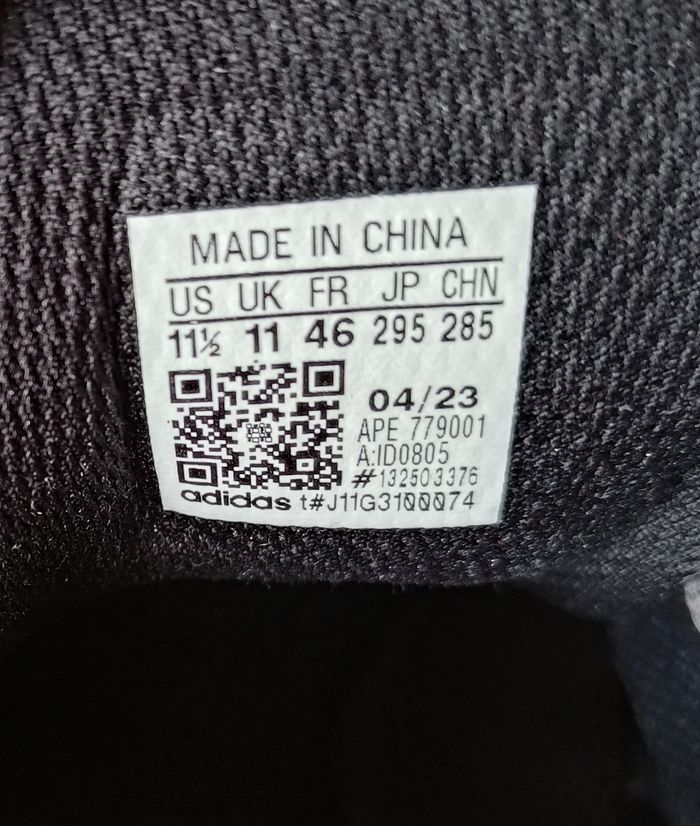 MADE IN CHINA
US UK FR JP CHN
11½ 11 46 295 285
04/23
APE 779001
A:ID0805
#132503376
adidas t#J11G3100074